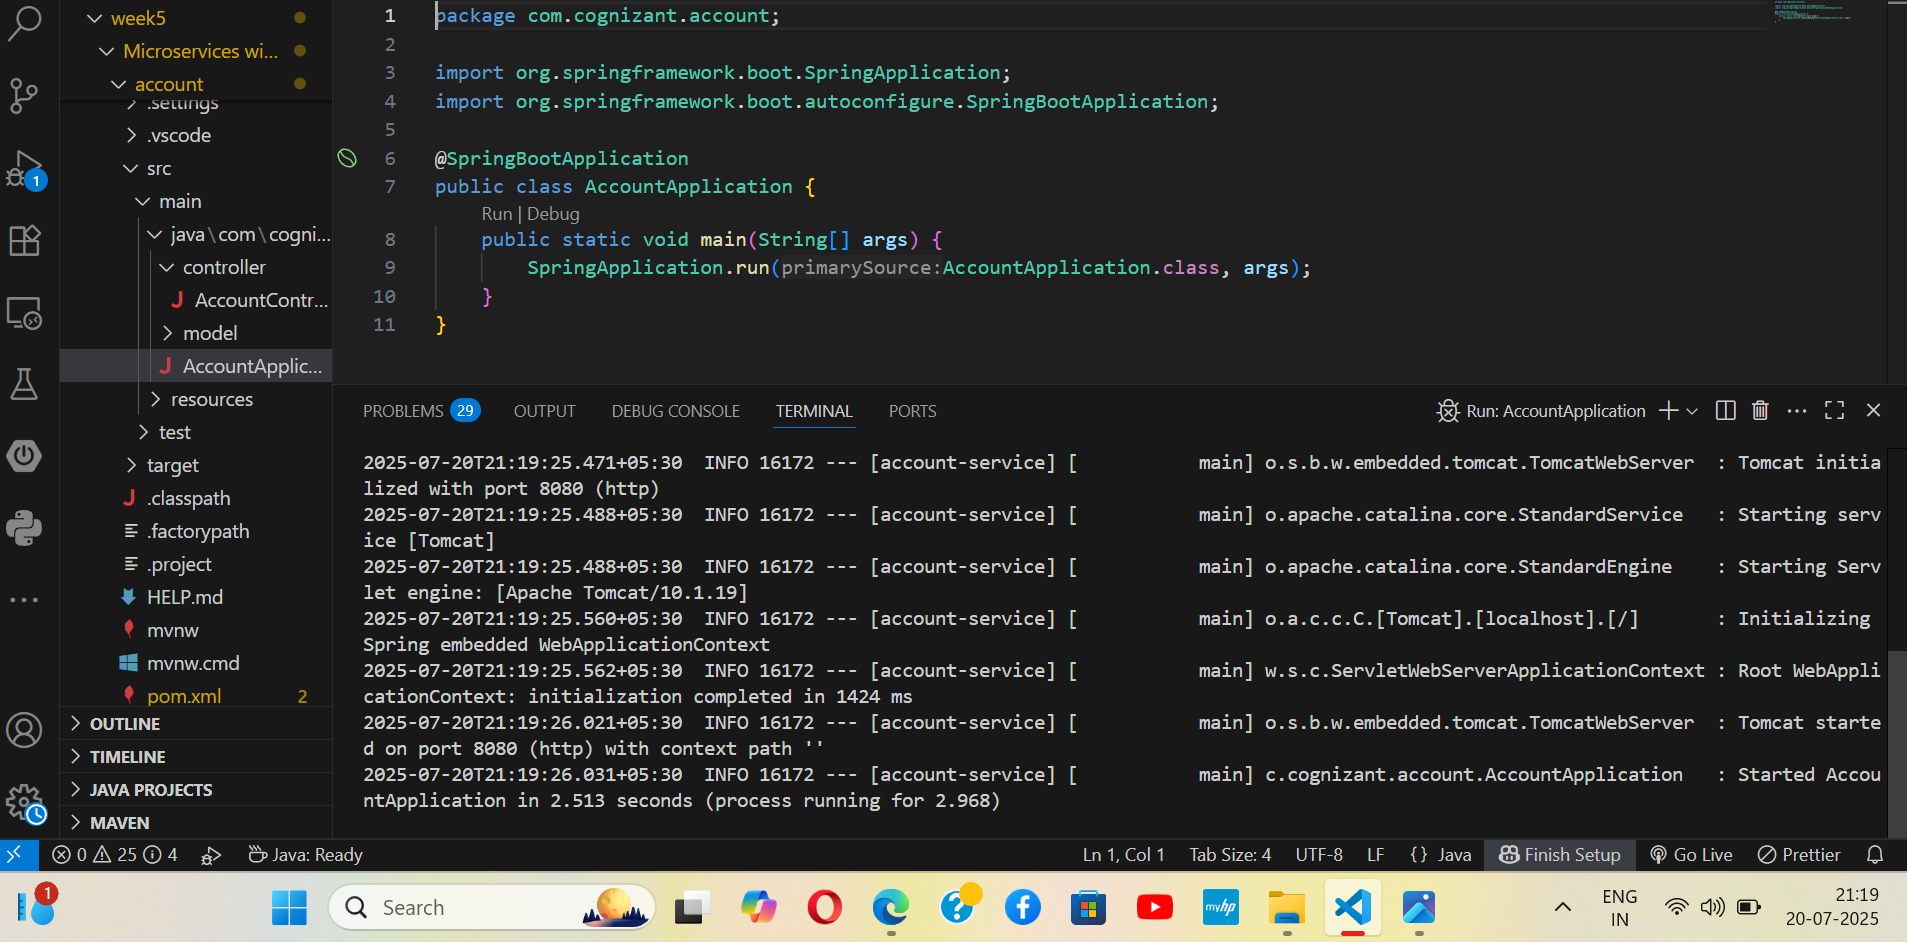 week5
Microservices wi...
account
.settings
.vscode
src
main
java\com\cogni...
controller
AccountContr...
model
AccountApplic...
resources
test
target
.classpath
.factorypath
.project
HELP.md
mvnw
mvnw.cmd
pom.xml 2
OUTLINE
TIMELINE
JAVA PROJECTS
MAVEN
1
1 package com.cognizant.account;
2
3 import org.springframework.boot.SpringApplication;
4 import org.springframework.boot.autoconfigure.SpringBootApplication;
5
6 @SpringBootApplication
7 public class AccountApplication {
Run | Debug
8 public static void main(String[] args) {
9 SpringApplication.run(primarySource:AccountApplication.class, args);
10 }
11 }
PROBLEMS 29 OUTPUT DEBUG CONSOLE TERMINAL PORTS Run: AccountApplication
2025-07-20T21:19:25.471+05:30  INFO 16172 --- [account-service] [           main] o.s.b.w.embedded.tomcat.TomcatWebServer  : Tomcat initia
lized with port 8080 (http)
2025-07-20T21:19:25.488+05:30  INFO 16172 --- [account-service] [           main] o.apache.catalina.core.StandardService   : Starting serv
ice [Tomcat]
2025-07-20T21:19:25.488+05:30  INFO 16172 --- [account-service] [           main] o.apache.catalina.core.StandardEngine    : Starting Serv
let engine: [Apache Tomcat/10.1.19]
2025-07-20T21:19:25.560+05:30  INFO 16172 --- [account-service] [           main] o.a.c.c.C.[Tomcat].[localhost].[/]       : Initializing
Spring embedded WebApplicationContext
2025-07-20T21:19:25.562+05:30  INFO 16172 --- [account-service] [           main] w.s.c.ServletWebServerApplicationContext : Root WebAppli
cationContext: initialization completed in 1424 ms
2025-07-20T21:19:26.021+05:30  INFO 16172 --- [account-service] [           main] o.s.b.w.embedded.tomcat.TomcatWebServer  : Tomcat starte
d on port 8080 (http) with context path ''
2025-07-20T21:19:26.031+05:30  INFO 16172 --- [account-service] [           main] c.cognizant.account.AccountApplication   : Started Accou
ntApplication in 2.513 seconds (process running for 2.968)
0 25 4 Java: Ready Ln 1, Col 1 Tab Size: 4 UTF-8 LF {} Java Finish Setup Go Live Prettier
1 Search myhp ENG 21:19
IN 20-07-2025